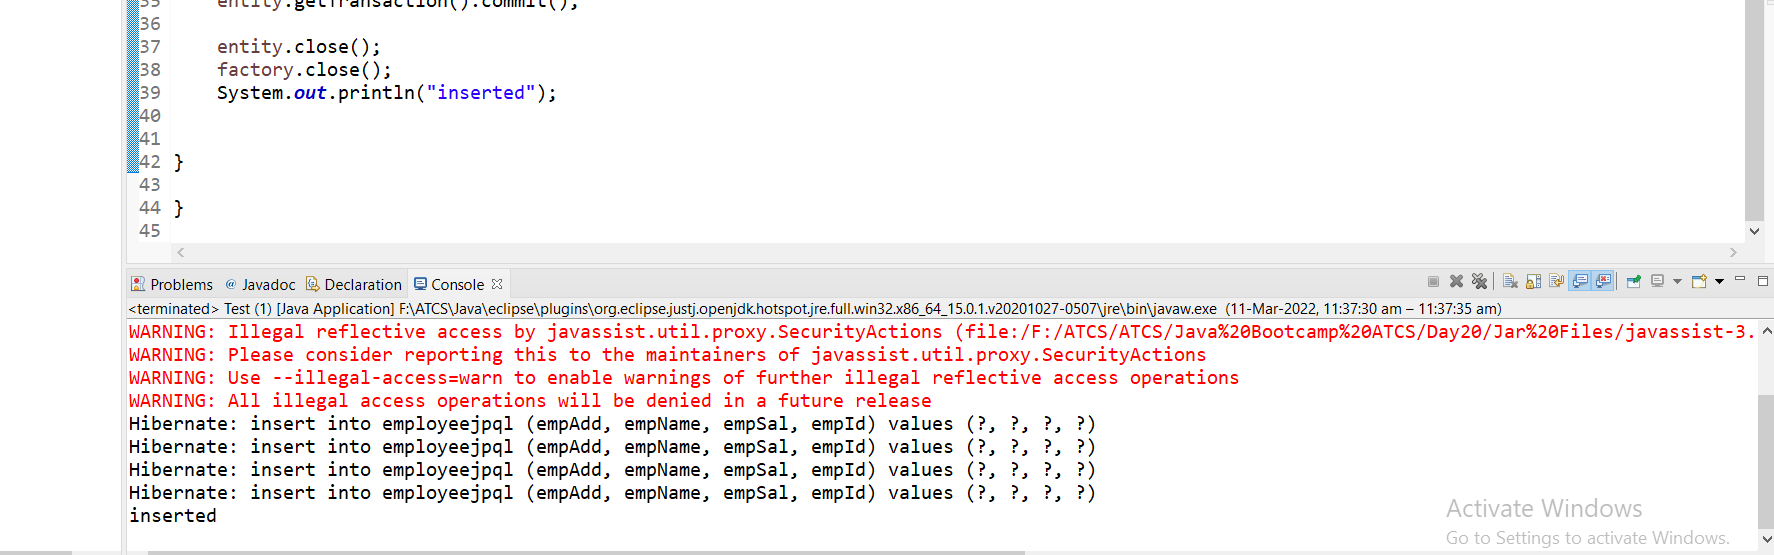 35 entity.getTransaction().commit();
36
37 entity.close();
38 factory.close();
39 System.out.println("inserted");
40
41
42 }
43
44 }
45
Problems @ Javadoc Declaration Console
<terminated> Test (1) [Java Application] F:\ATCS\Java\eclipse\plugins\org.eclipse.justj.openjdk.hotspot.jre.full.win32.x86_64_15.0.1.v20201027-0507\jre\bin\javaw.exe (11-Mar-2022, 11:37:30 am – 11:37:35 am)
WARNING: Illegal reflective access by javassist.util.proxy.SecurityActions (file:/F:/ATCS/ATCS/Java%20Bootcamp%20ATCS/Day20/Jar%20Files/javassist-3.
WARNING: Please consider reporting this to the maintainers of javassist.util.proxy.SecurityActions
WARNING: Use --illegal-access=warn to enable warnings of further illegal reflective access operations
WARNING: All illegal access operations will be denied in a future release
Hibernate: insert into employeejpql (empAdd, empName, empSal, empId) values (?, ?, ?, ?)
Hibernate: insert into employeejpql (empAdd, empName, empSal, empId) values (?, ?, ?, ?)
Hibernate: insert into employeejpql (empAdd, empName, empSal, empId) values (?, ?, ?, ?)
Hibernate: insert into employeejpql (empAdd, empName, empSal, empId) values (?, ?, ?, ?)
inserted
Activate Windows
Go to Settings to activate Windows.